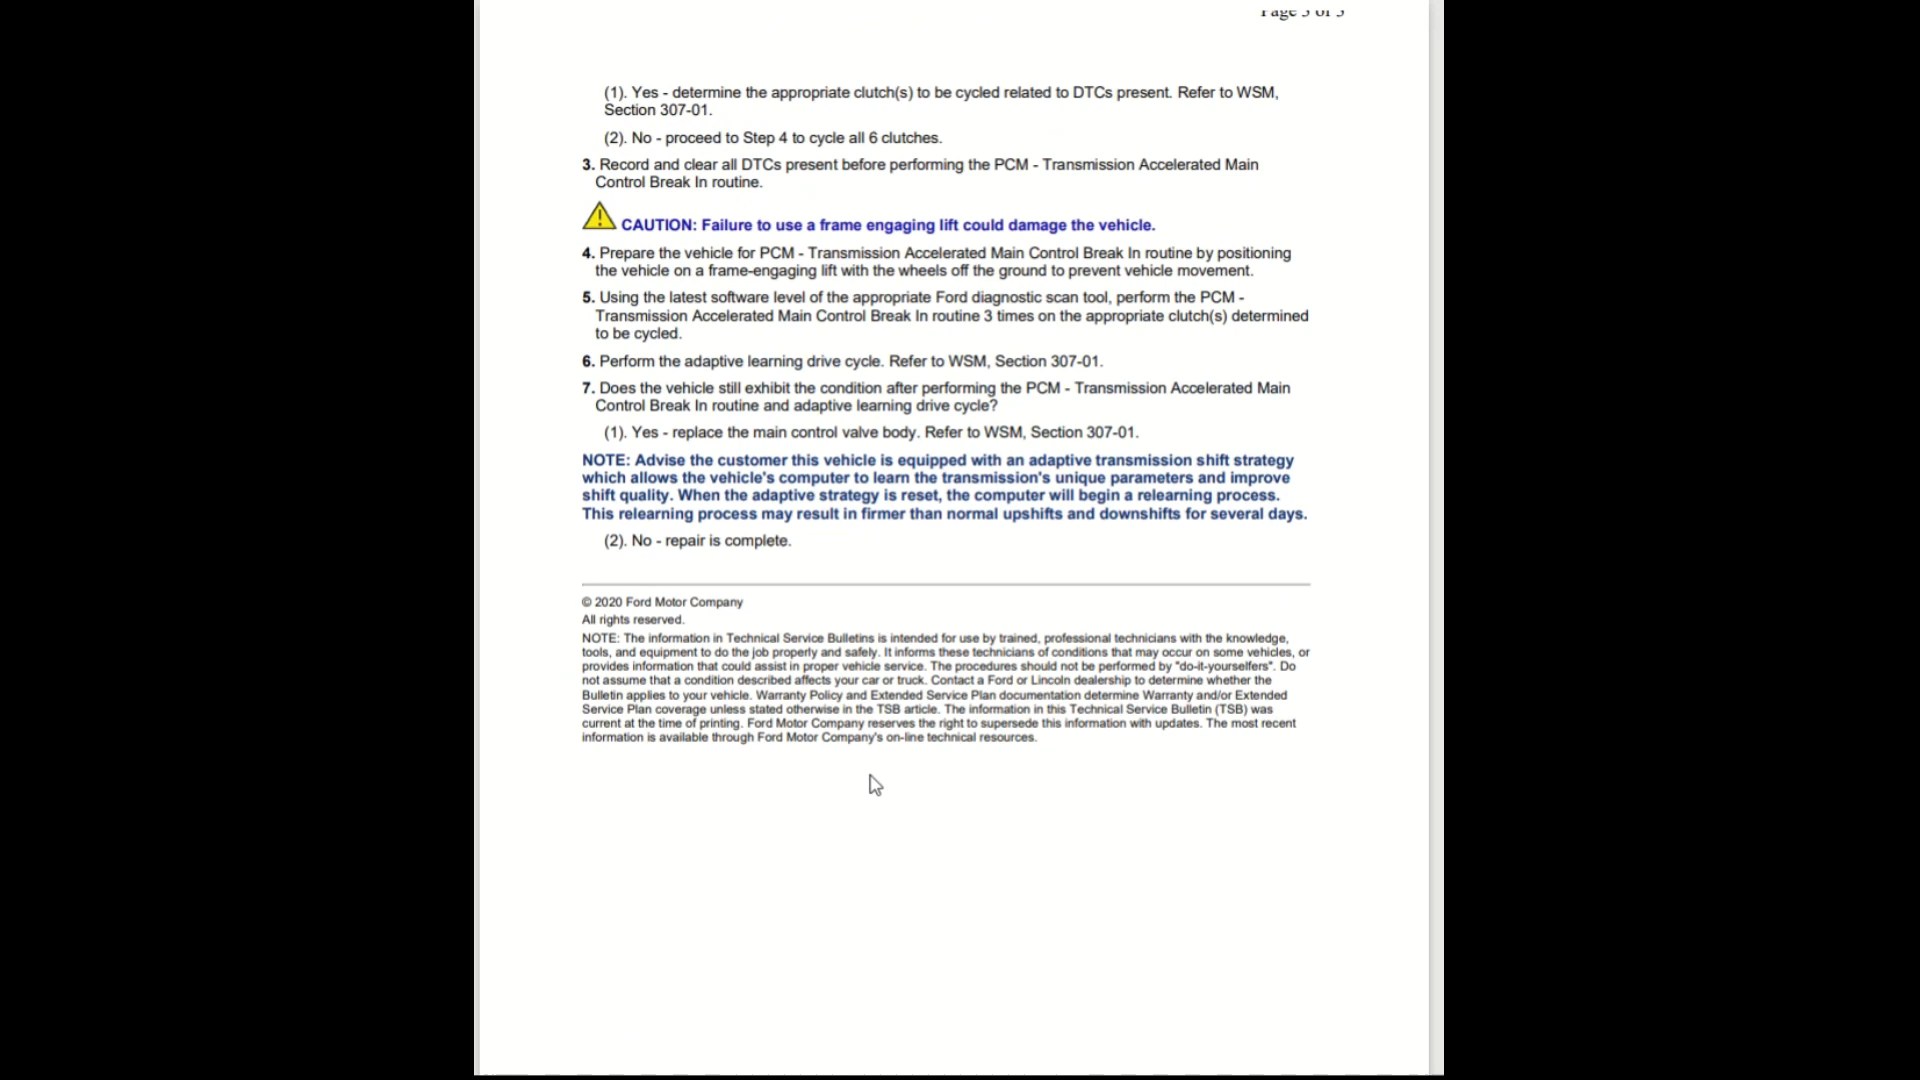 Page 3 of 3
(1). Yes - determine the appropriate clutch(s) to be cycled related to DTCs present. Refer to WSM,
Section 307-01.
(2). No - proceed to Step 4 to cycle all 6 clutches.
3. Record and clear all DTCs present before performing the PCM - Transmission Accelerated Main
Control Break In routine.
CAUTION: Failure to use a frame engaging lift could damage the vehicle.
4. Prepare the vehicle for PCM - Transmission Accelerated Main Control Break In routine by positioning
the vehicle on a frame-engaging lift with the wheels off the ground to prevent vehicle movement.
5. Using the latest software level of the appropriate Ford diagnostic scan tool, perform the PCM -
Transmission Accelerated Main Control Break In routine 3 times on the appropriate clutch(s) determined
to be cycled.
6. Perform the adaptive learning drive cycle. Refer to WSM, Section 307-01.
7. Does the vehicle still exhibit the condition after performing the PCM - Transmission Accelerated Main
Control Break In routine and adaptive learning drive cycle?
(1). Yes - replace the main control valve body. Refer to WSM, Section 307-01.
NOTE: Advise the customer this vehicle is equipped with an adaptive transmission shift strategy
which allows the vehicle's computer to learn the transmission's unique parameters and improve
shift quality. When the adaptive strategy is reset, the computer will begin a relearning process.
This relearning process may result in firmer than normal upshifts and downshifts for several days.
(2). No - repair is complete.
© 2020 Ford Motor Company
All rights reserved.
NOTE: The information in Technical Service Bulletins is intended for use by trained, professional technicians with the knowledge,
tools, and equipment to do the job properly and safely. It informs these technicians of conditions that may occur on some vehicles, or
provides information that could assist in proper vehicle service. The procedures should not be performed by "do-it-yourselfers". Do
not assume that a condition described affects your car or truck. Contact a Ford or Lincoln dealership to determine whether the
Bulletin applies to your vehicle. Warranty Policy and Extended Service Plan documentation determine Warranty and/or Extended
Service Plan coverage unless stated otherwise in the TSB article. The information in this Technical Service Bulletin (TSB) was
current at the time of printing. Ford Motor Company reserves the right to supersede this information with updates. The most recent
information is available through Ford Motor Company's on-line technical resources.